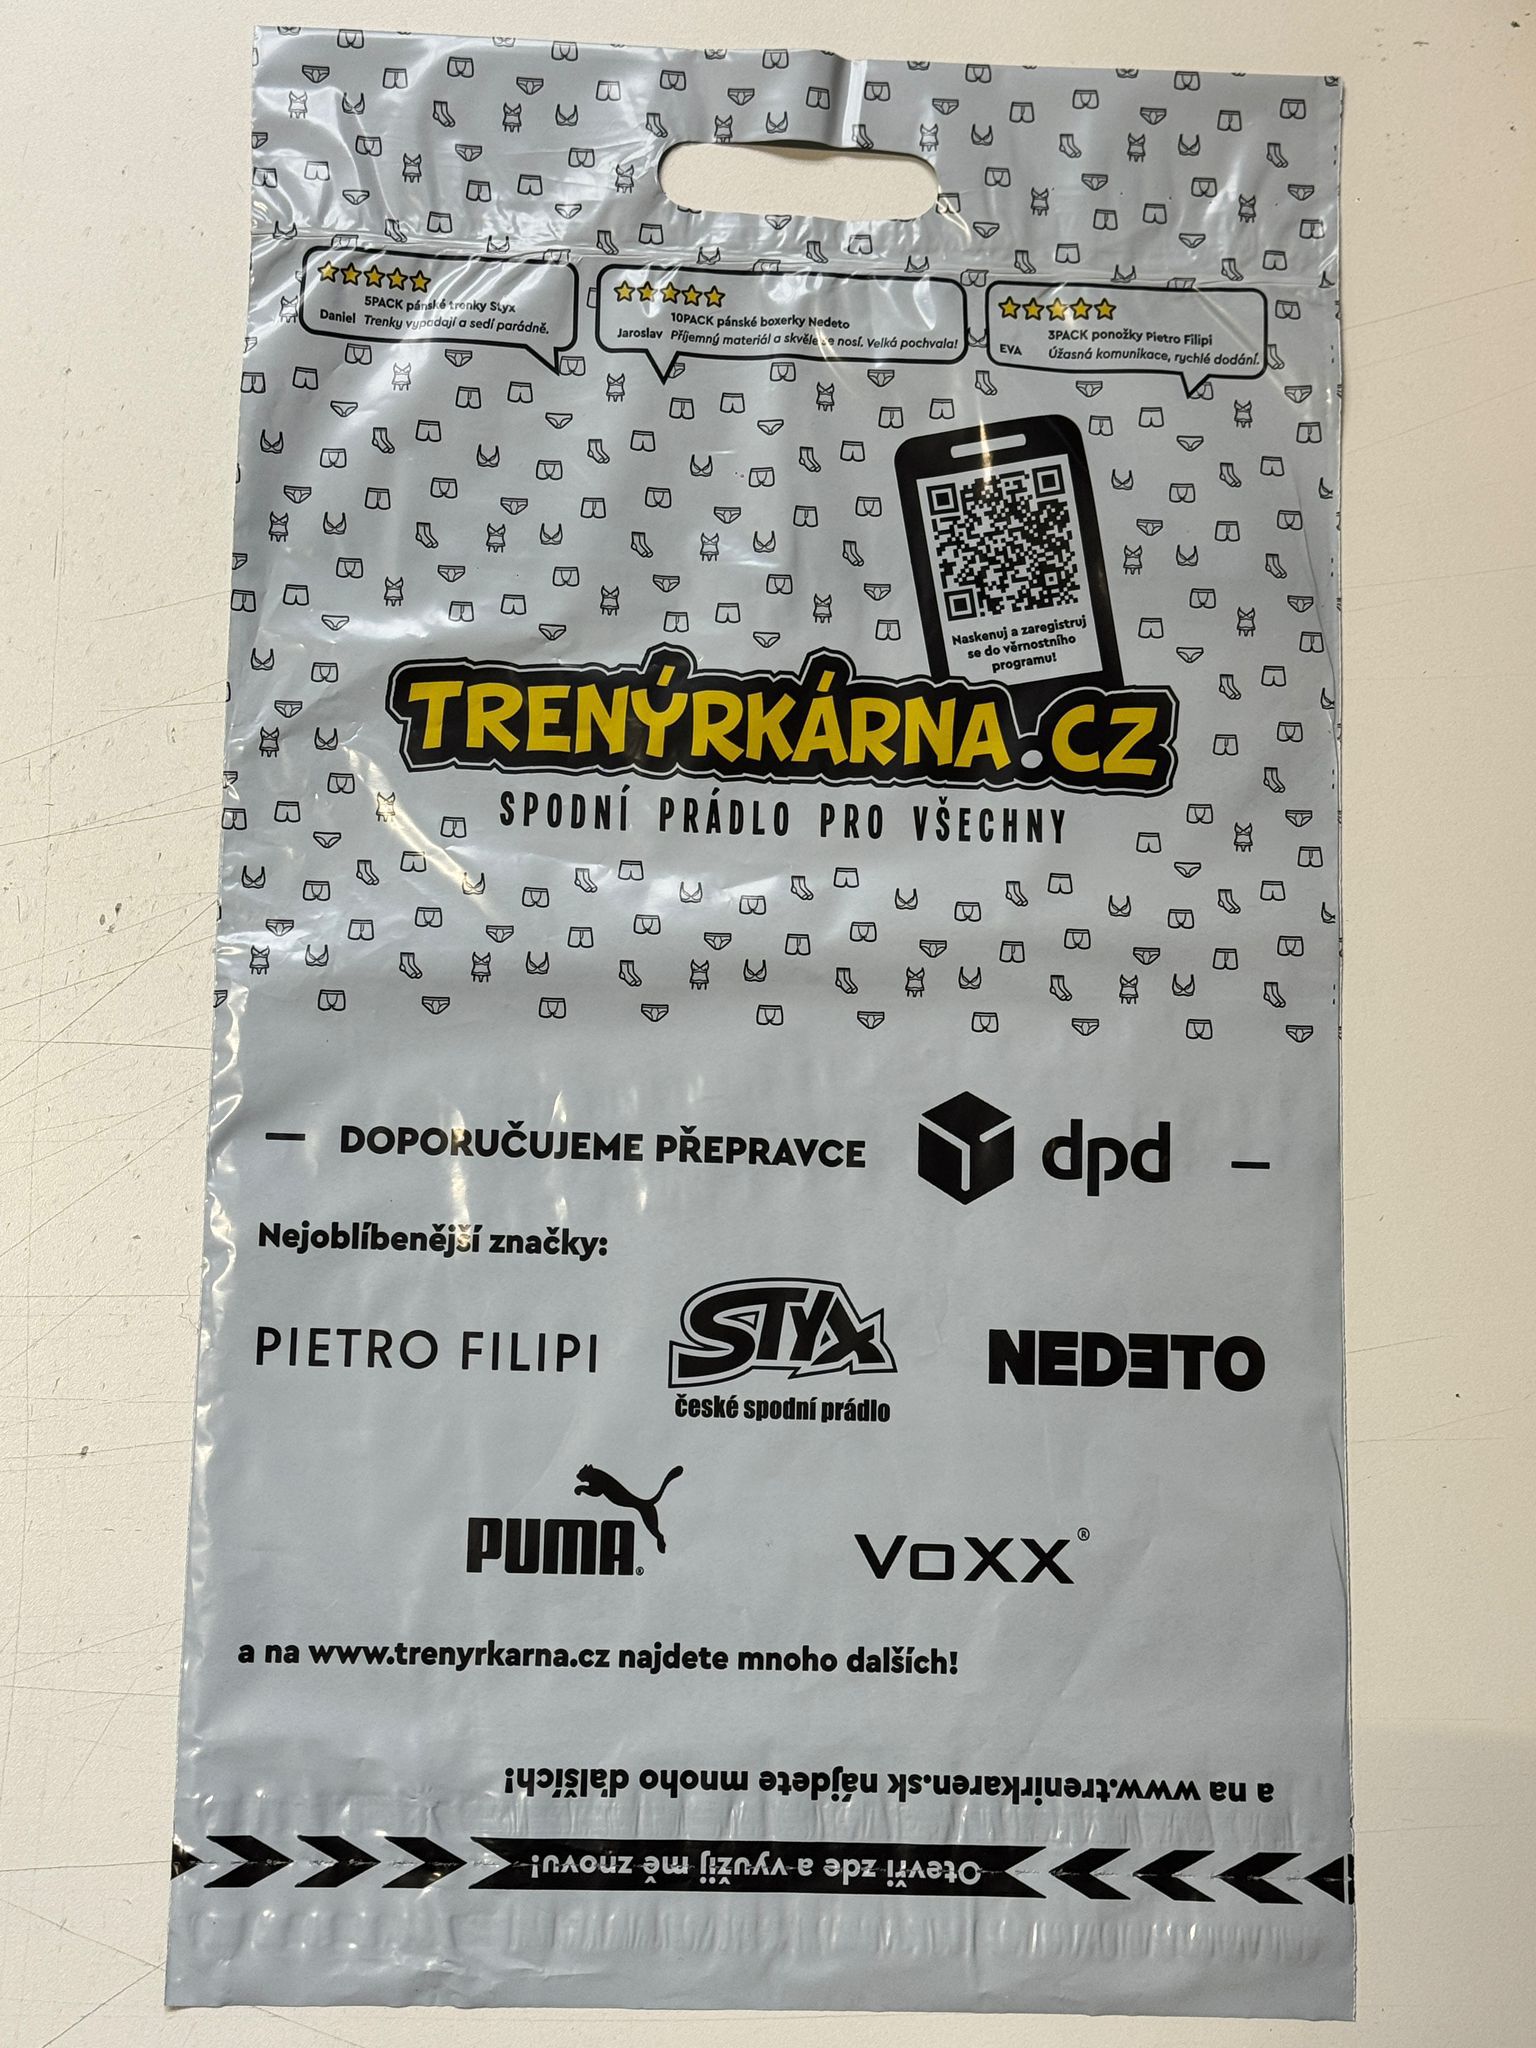 5PACK pánské trenky Styx
Daniel Trenky vypadají a sedí parádně.
10PACK pánské boxerky Nedeto
Jaroslav Příjemný materiál a skvěle se nosí. Velká pochvala!
3PACK ponožky Pietro Filipi
EVA Úžasná komunikace, rychlé dodání.
Naskenuj a zaregistruj
se do věrnostního
programu!
TRENÝRKÁRNA.CZ
SPODNÍ PRÁDLO PRO VŠECHNY
— DOPORUČUJEME PŘEPRAVCE dpd —
Nejoblíbenější značky:
PIETRO FILIPI
STYX
české spodní prádlo
NEDETO
PUMA®
VoXX®
a na www.trenyrkarna.cz najdete mnoho dalších!
a na www.trenirkaren.sk nájdete mnoho ďalších!
Otevři zde a využij mě znovu!